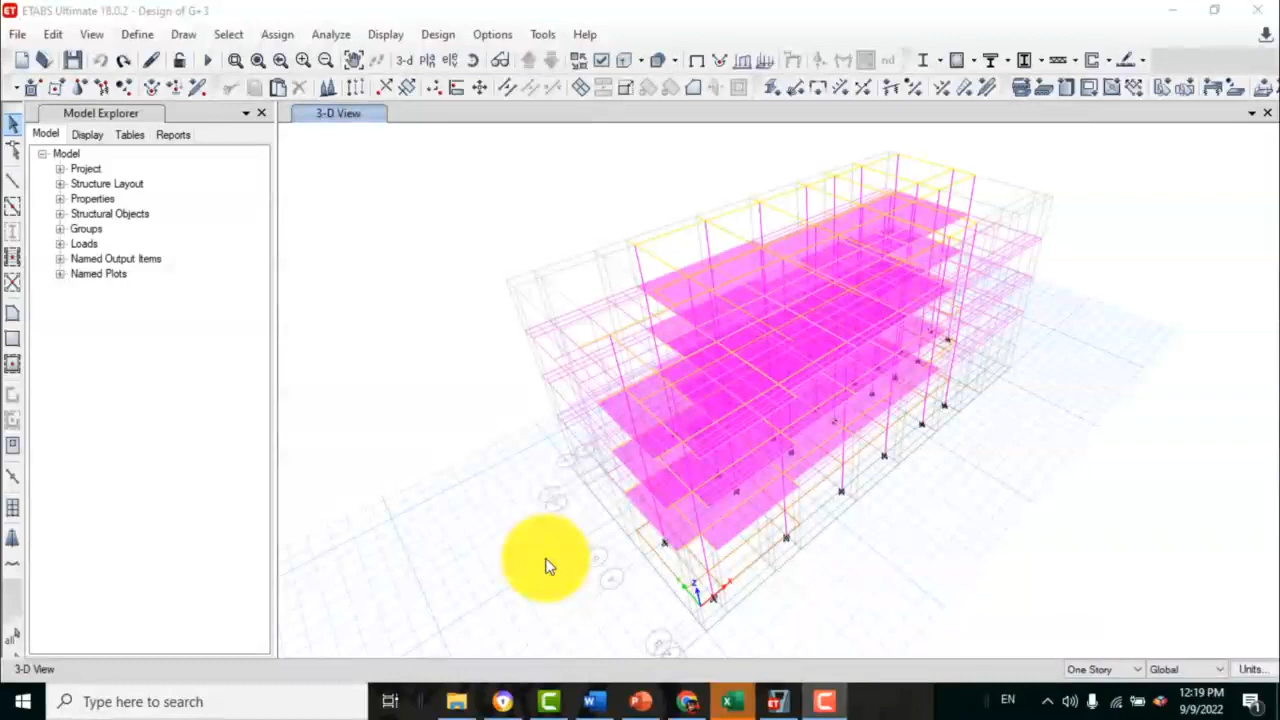 ETABS Ultimate 18.0.2 - Design of G+3
File Edit View Define Draw Select Assign Analyze Display Design Options Tools Help
3-d
nd
Model Explorer
3-D View
Model Display Tables Reports
Model
Project
Structure Layout
Properties
Structural Objects
Groups
Loads
Named Output Items
Named Plots
Z
X
all
3-D View
One Story
Global
Units...
Type here to search
EN
12:19 PM
9/9/2022